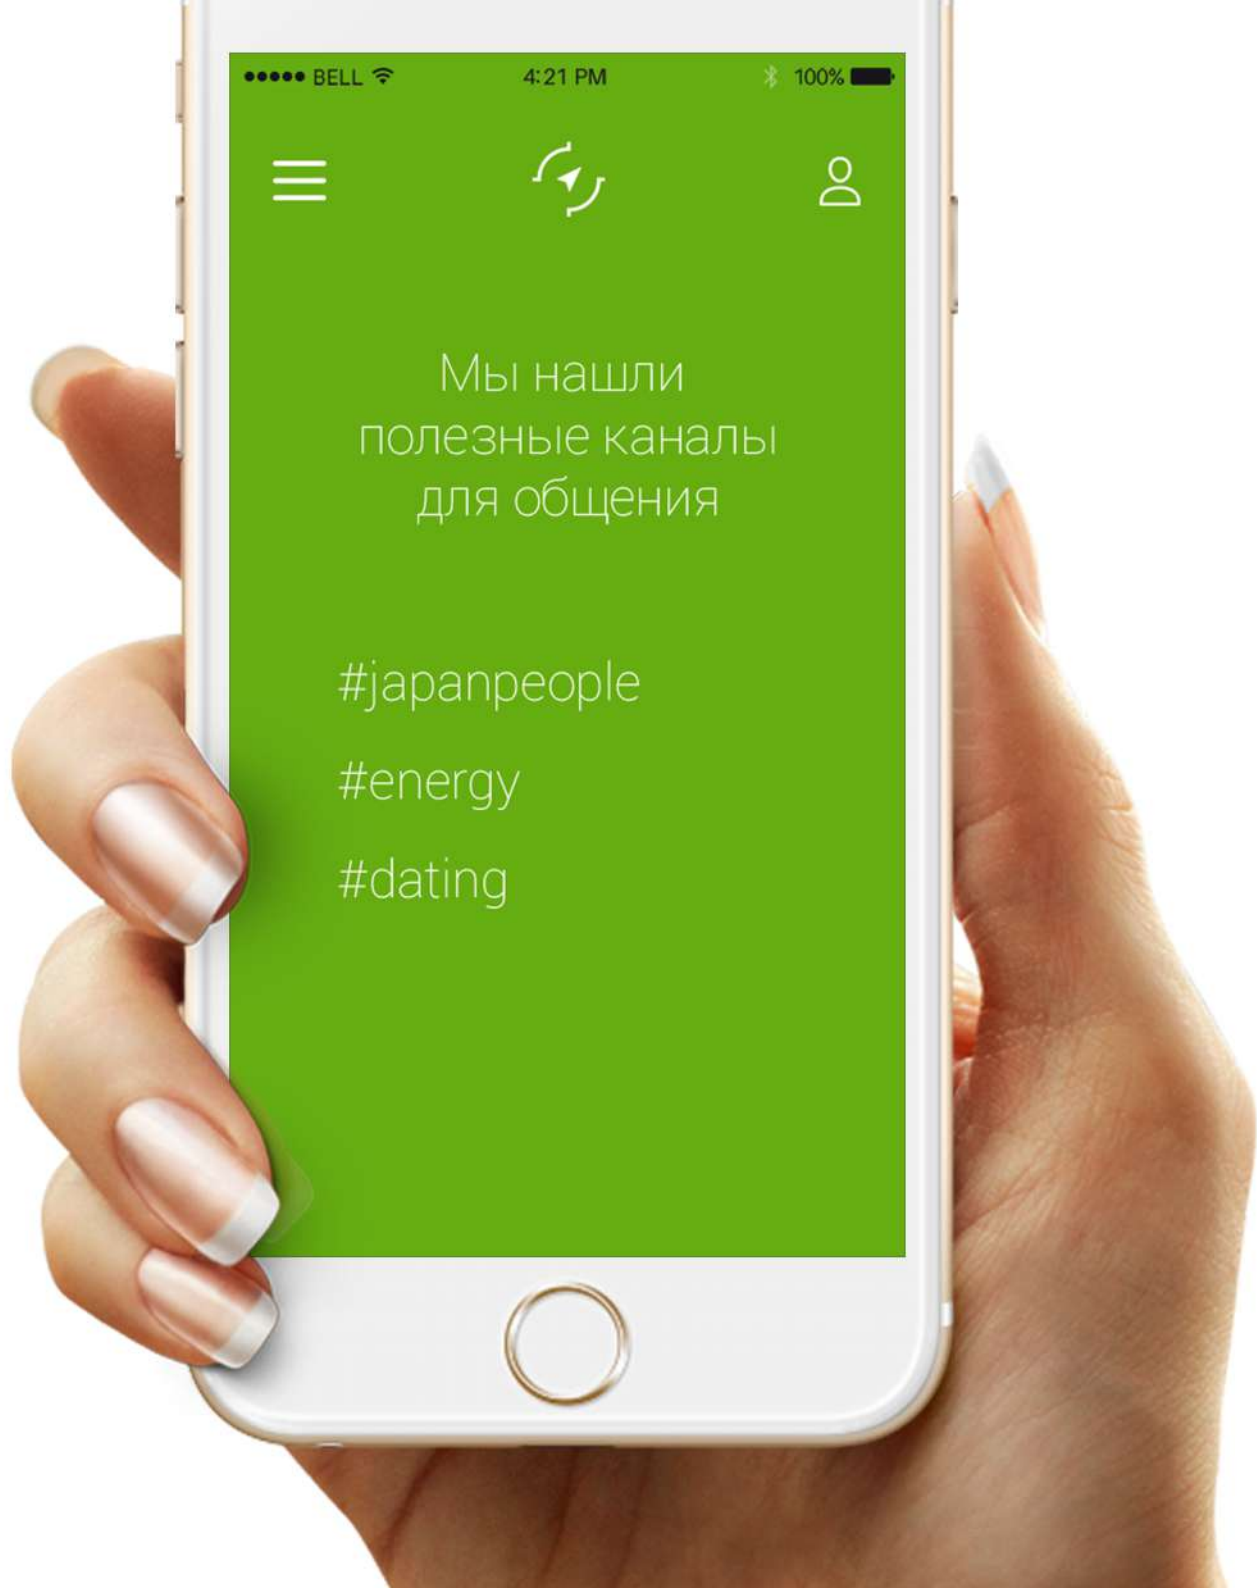 BELL 4:21 PM 100%
Мы нашли
полезные каналы
для общения
#japanpeople
#energy
#dating